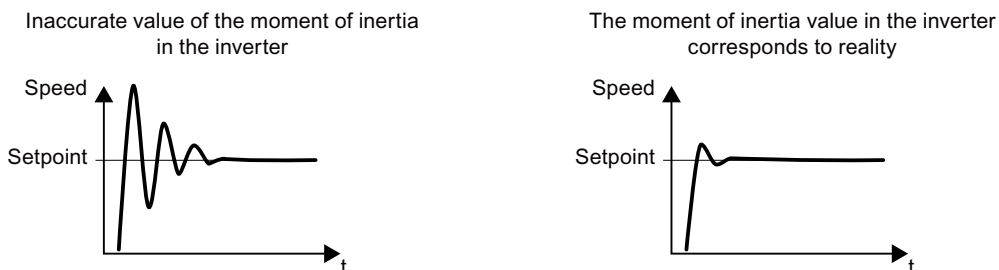 Inaccurate value of the moment of inertia
in the inverter
Speed
Setpoint
t
The moment of inertia value in the inverter
corresponds to reality
Speed
Setpoint
t